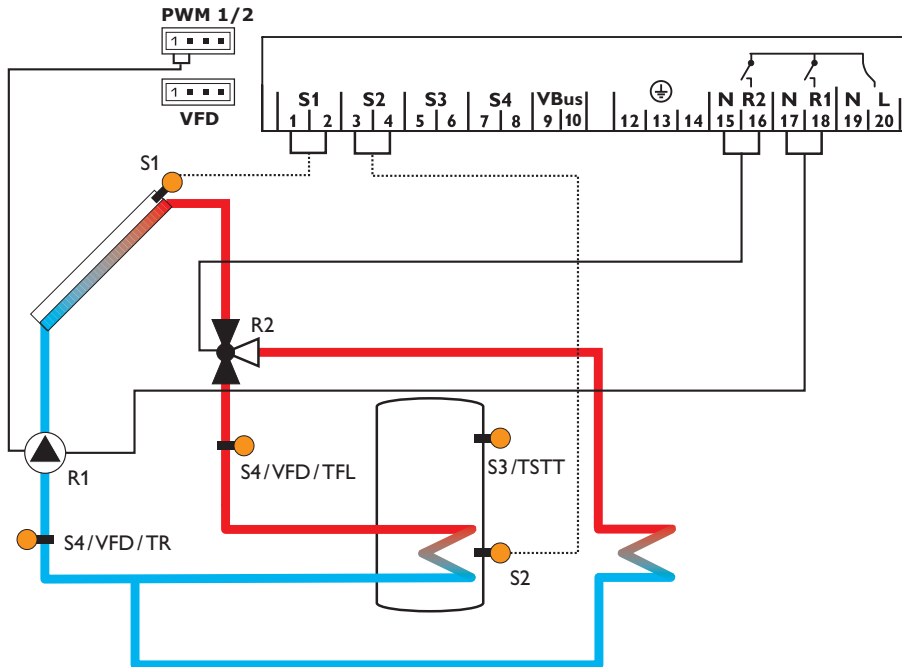 PWM 1/2
1
VFD
S1 S2 S3 S4 VBus N R2 N R1 N L
1 2 3 4 5 6 7 8 9 10 12 13 14 15 16 17 18 19 20
S1
R2
S4/VFD/TFL
S3/TSTT
R1
S4/VFD/TR
S2